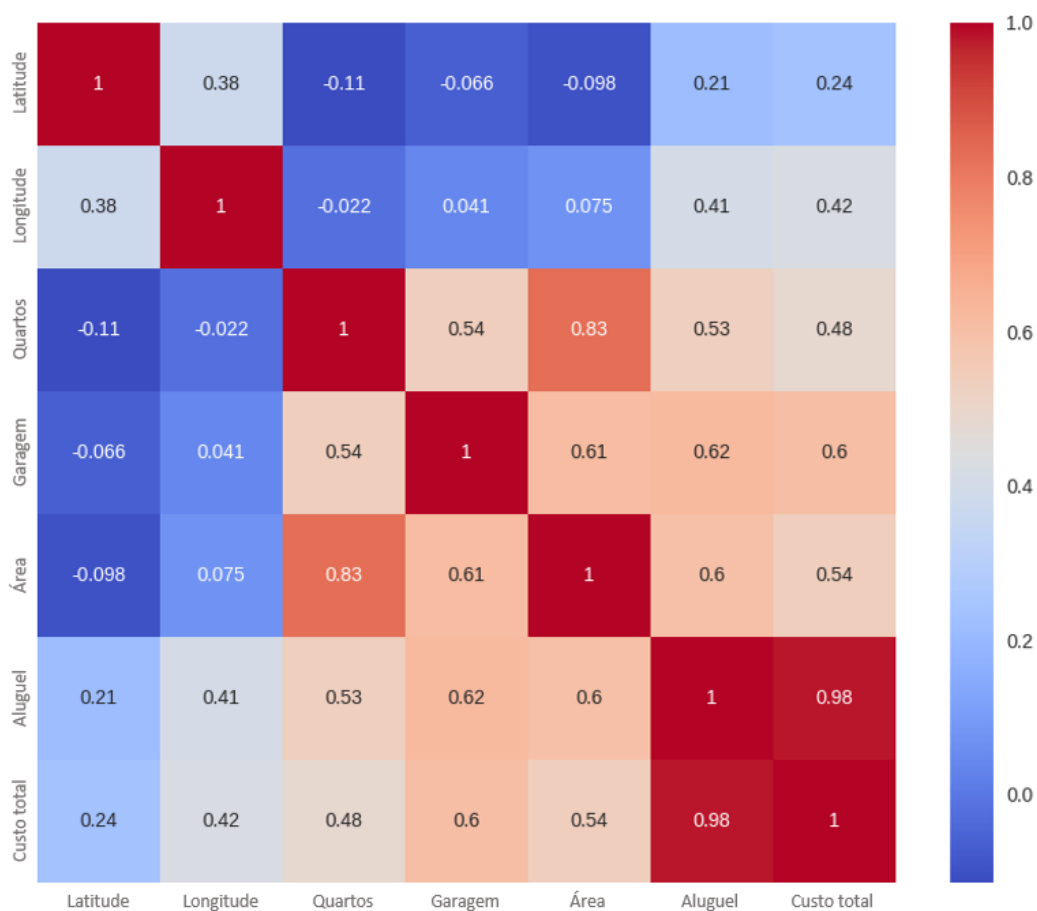 Latitude 1 0.38 -0.11 -0.066 -0.098 0.21 0.24
Longitude 0.38 1 -0.022 0.041 0.075 0.41 0.42
Quartos -0.11 -0.022 1 0.54 0.83 0.53 0.48
Garagem -0.066 0.041 0.54 1 0.61 0.62 0.6
Área -0.098 0.075 0.83 0.61 1 0.6 0.54
Aluguel 0.21 0.41 0.53 0.62 0.6 1 0.98
Custo total 0.24 0.42 0.48 0.6 0.54 0.98 1
Latitude Longitude Quartos Garagem Área Aluguel Custo total
1.0
0.8
0.6
0.4
0.2
0.0